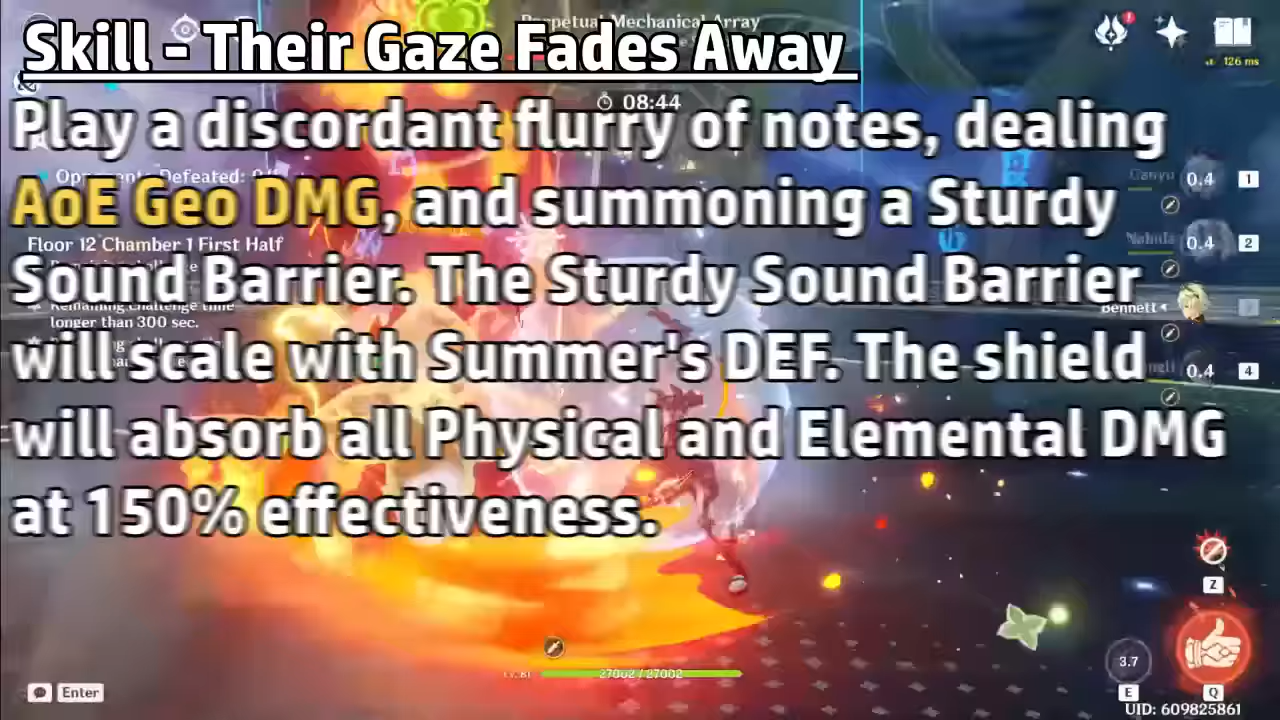 Skill - Their Gaze Fades Away
Perpetual Mechanical Array
126 ms
08:44
Play a discordant flurry of notes, dealing
Opponents Defeated:
Ganyu 0.4 1
AoE Geo DMG, and summoning a Sturdy
Floor 12 Chamber 1 First Half
Nahida 0.4 2
Sound Barrier. The Sturdy Sound Barrier
Remaining challenge time
longer than 300 sec.
Bennett
will scale with Summer's DEF. The shield
0.4 4
will absorb all Physical and Elemental DMG
at 150% effectiveness.
Z
3.7
27002 / 27002
Enter
E
Q
UID: 609825861